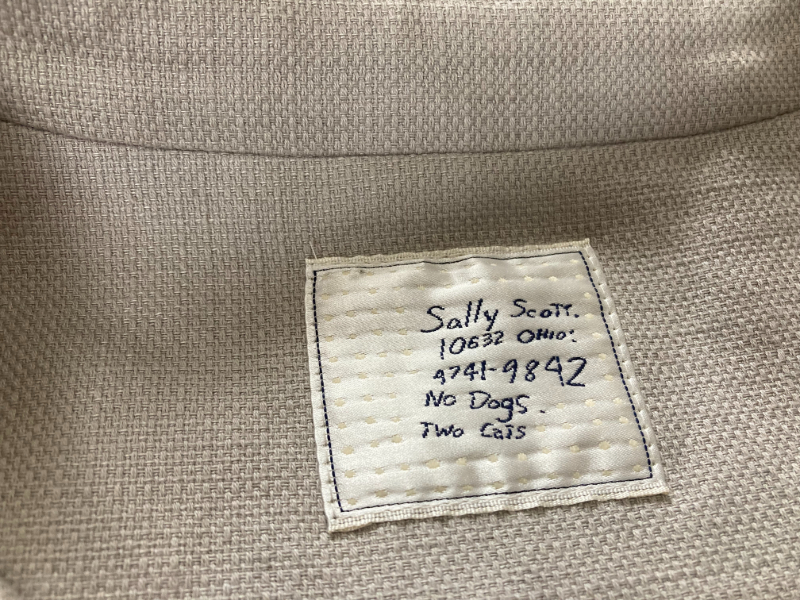 Sally Scott.
10632 OHIO:
4741-9842
No Dogs.
Two Cats